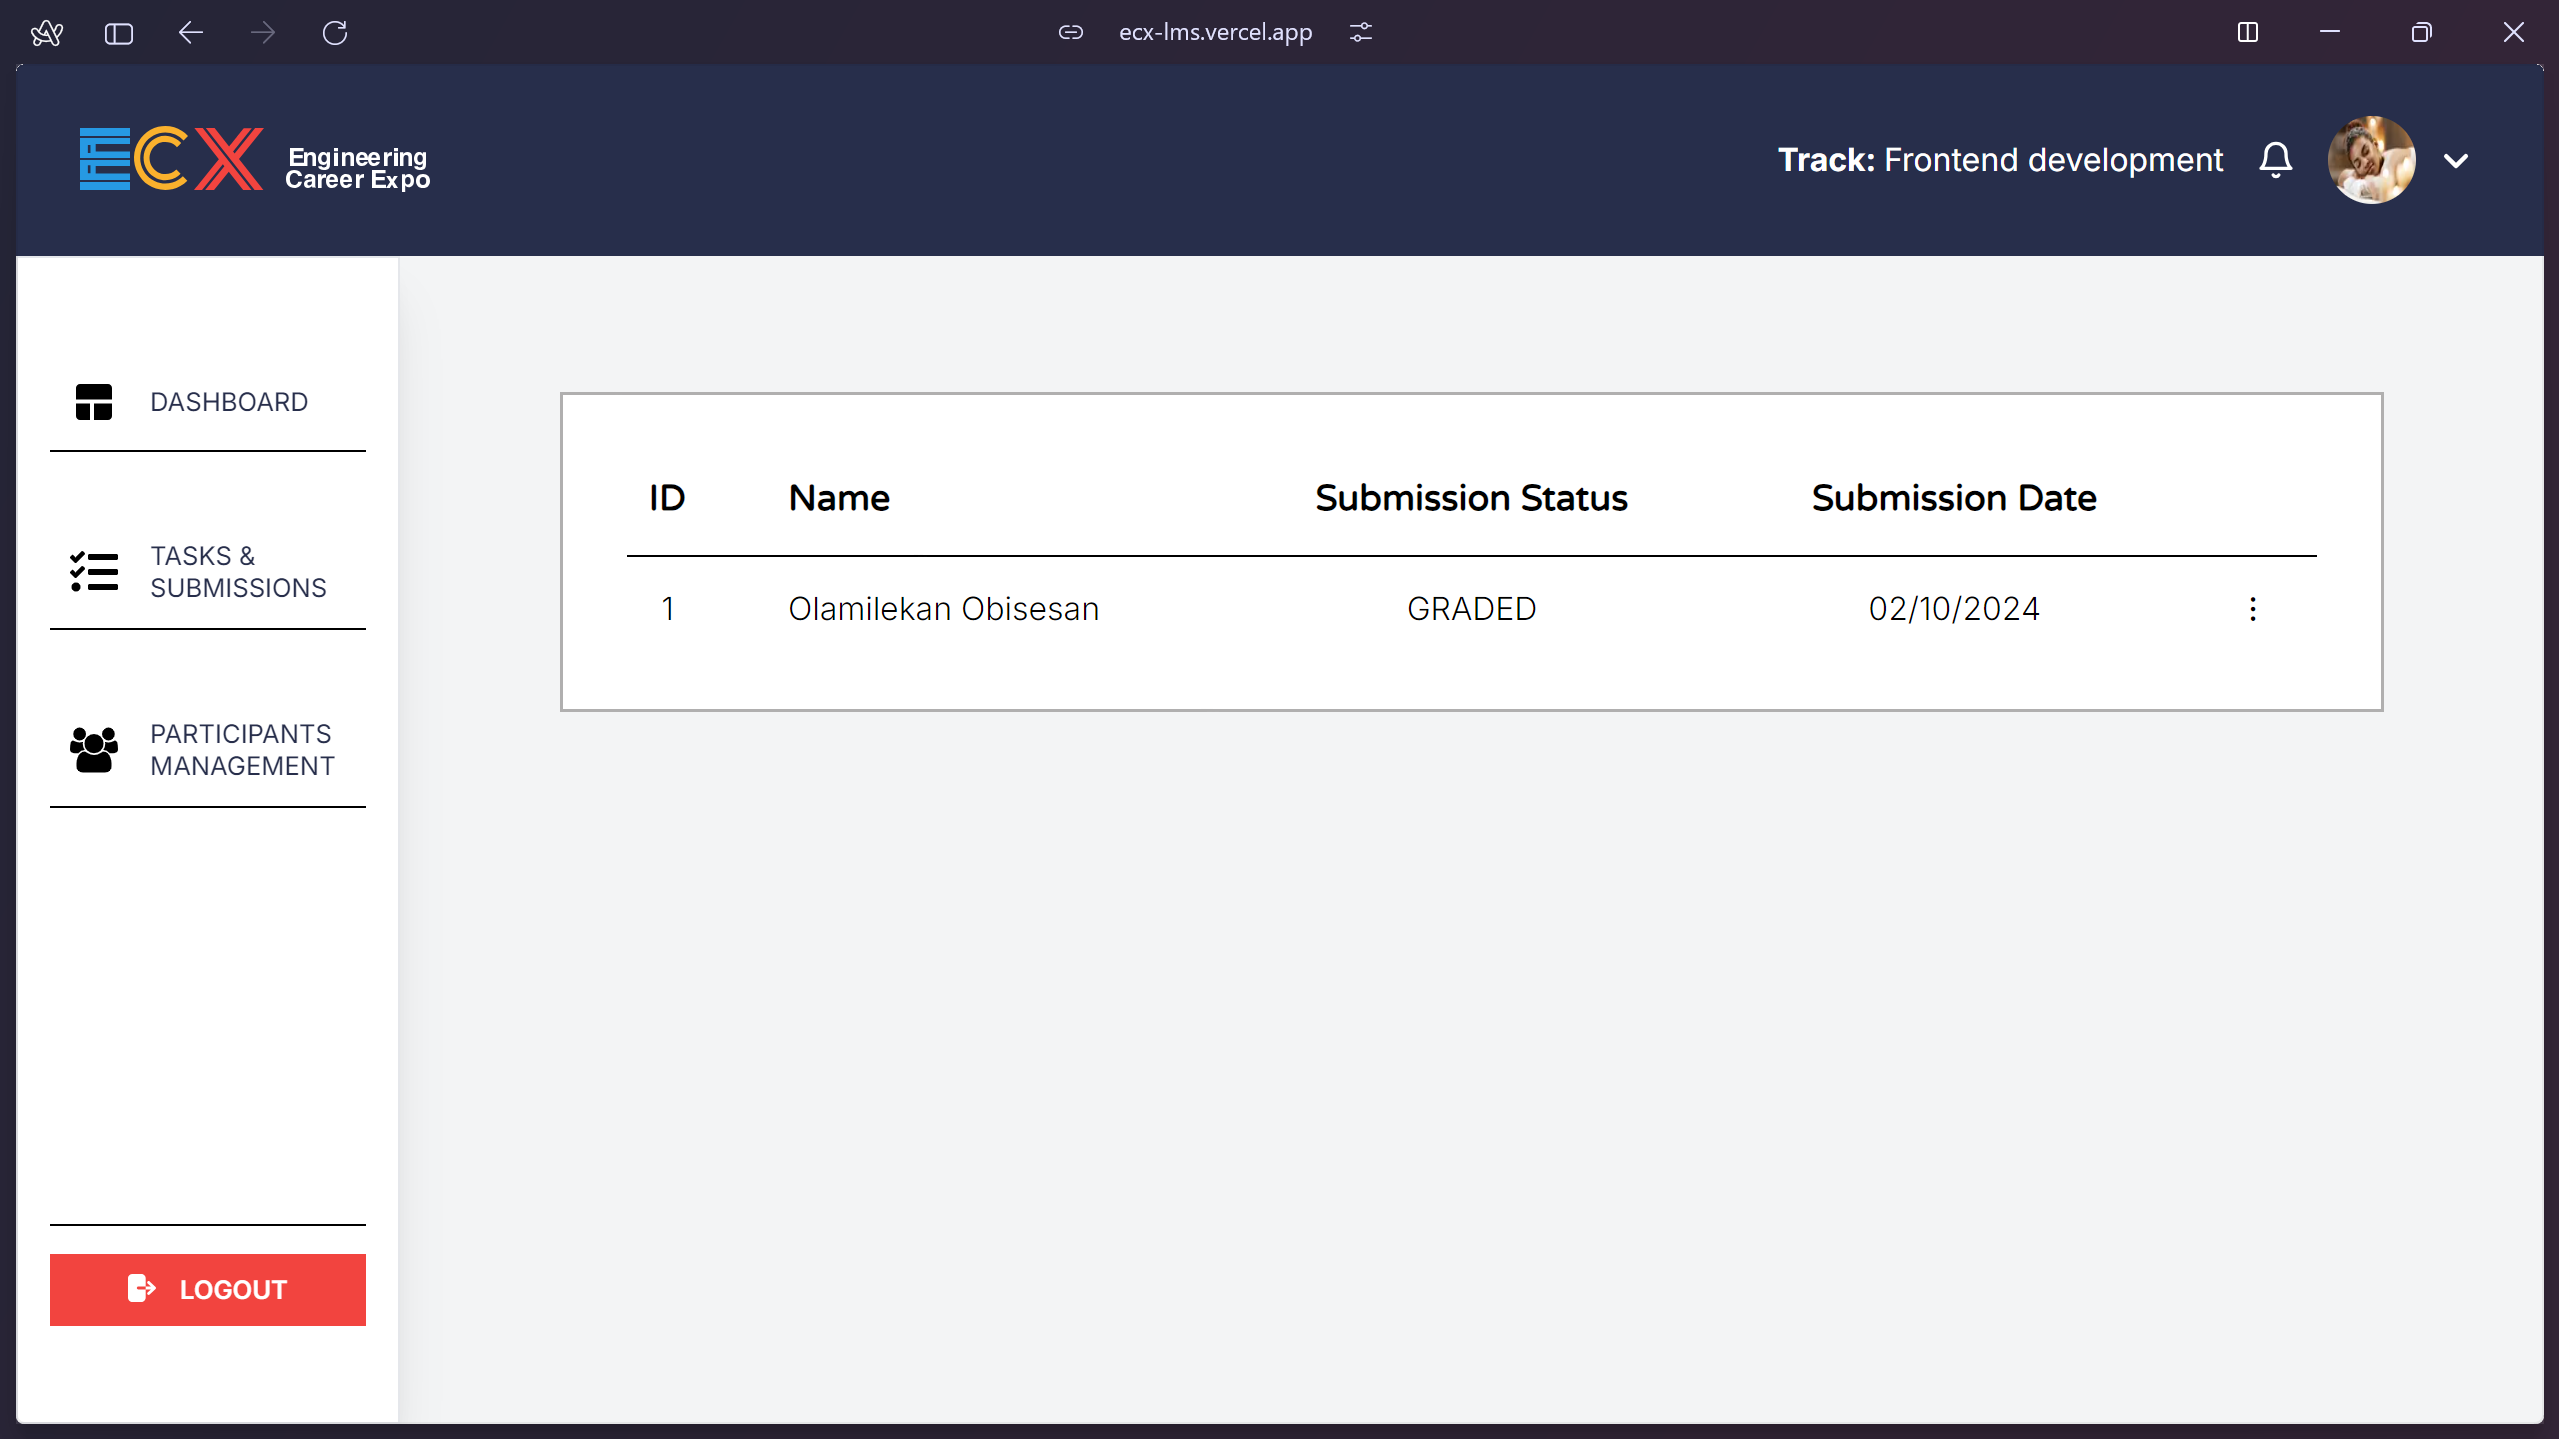 ecx-lms.vercel.app
ECX Engineering
Career Expo
Track: Frontend development
DASHBOARD
TASKS &
SUBMISSIONS
PARTICIPANTS
MANAGEMENT
LOGOUT
ID Name Submission Status Submission Date
1 Olamilekan Obisesan GRADED 02/10/2024